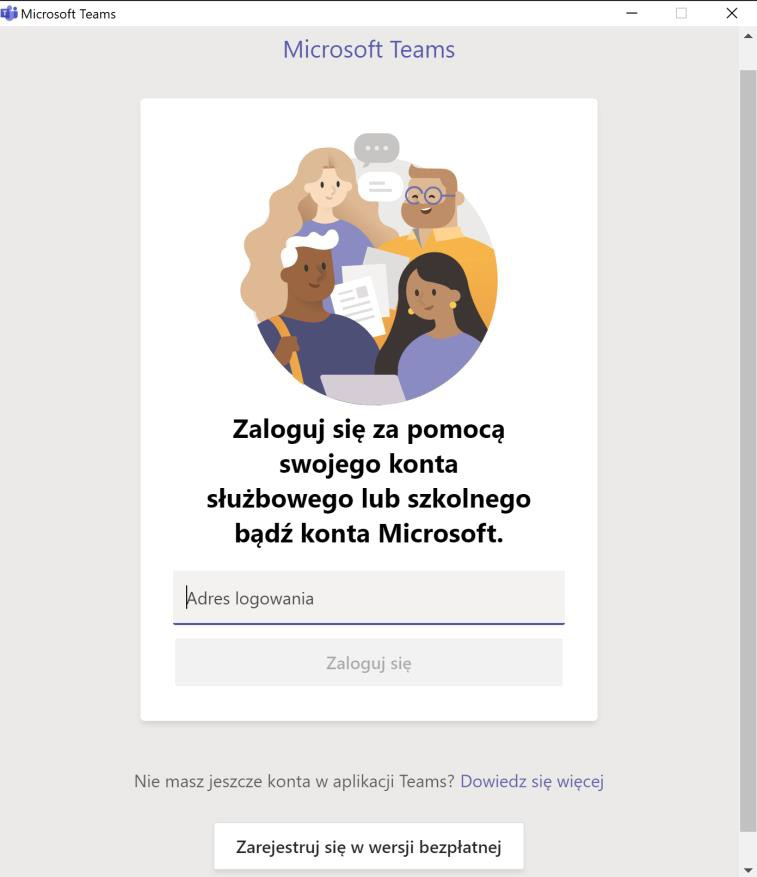 Microsoft Teams
Microsoft Teams
Zaloguj się za pomocą
swojego konta
służbowego lub szkolnego
bądź konta Microsoft.
Adres logowania
Zaloguj się
Nie masz jeszcze konta w aplikacji Teams? Dowiedz się więcej
Zarejestruj się w wersji bezpłatnej